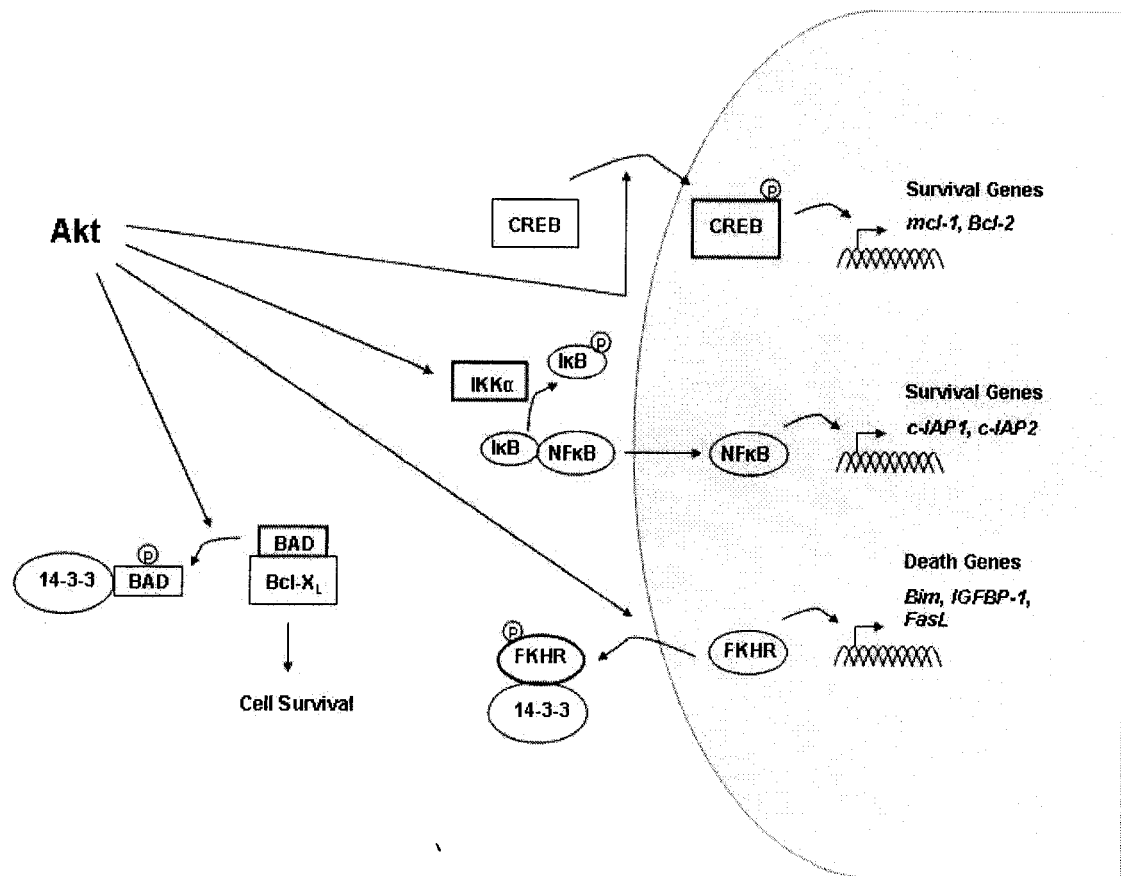 Akt
CREB
P
CREB
Survival Genes
mcl-1, Bcl-2
IKKα
IκB
P
IκB
NFκB
NFκB
Survival Genes
c-IAP1, c-IAP2
14-3-3
P
BAD
BAD
Bcl-XL
Cell Survival
P
FKHR
14-3-3
FKHR
Death Genes
Bim, IGFBP-1,
FasL